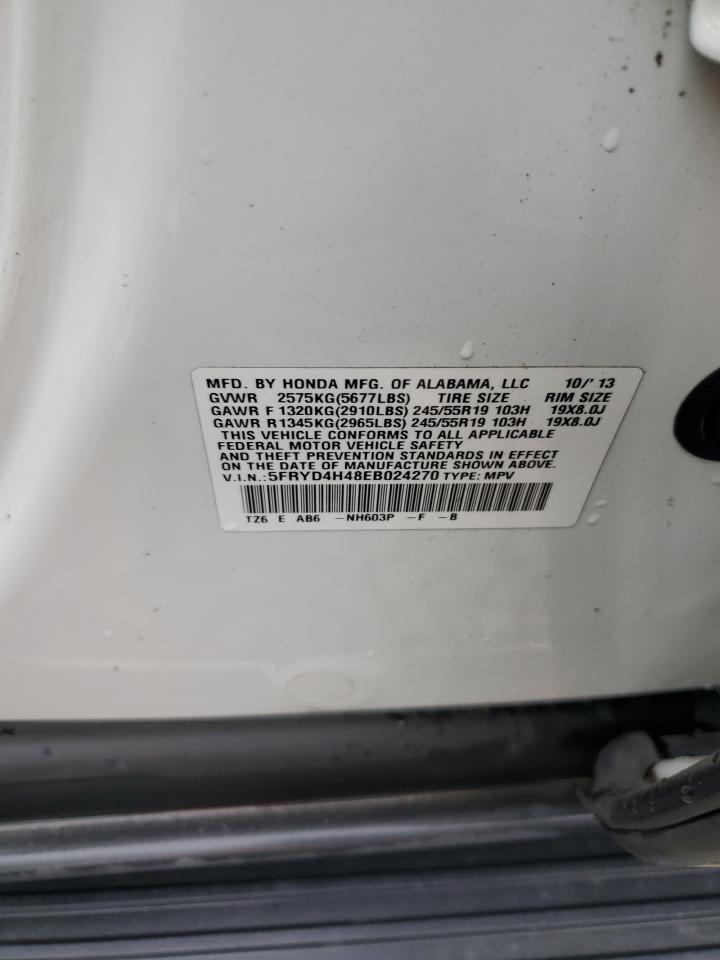 MFD. BY HONDA MFG. OF ALABAMA, LLC 10/'13
GVWR 2575KG(5677LBS) TIRE SIZE RIM SIZE
GAWR F 1320KG(2910LBS) 245/55R19 103H 19X8.0J
GAWR R 1345KG(2965LBS) 245/55R19 103H 19X8.0J
THIS VEHICLE CONFORMS TO ALL APPLICABLE
FEDERAL MOTOR VEHICLE SAFETY
AND THEFT PREVENTION STANDARDS IN EFFECT
ON THE DATE OF MANUFACTURE SHOWN ABOVE.
V.I.N.: 5FRYD4H48EB024270 TYPE: MPV
TZ6 E AB6 -NH603P -F -B